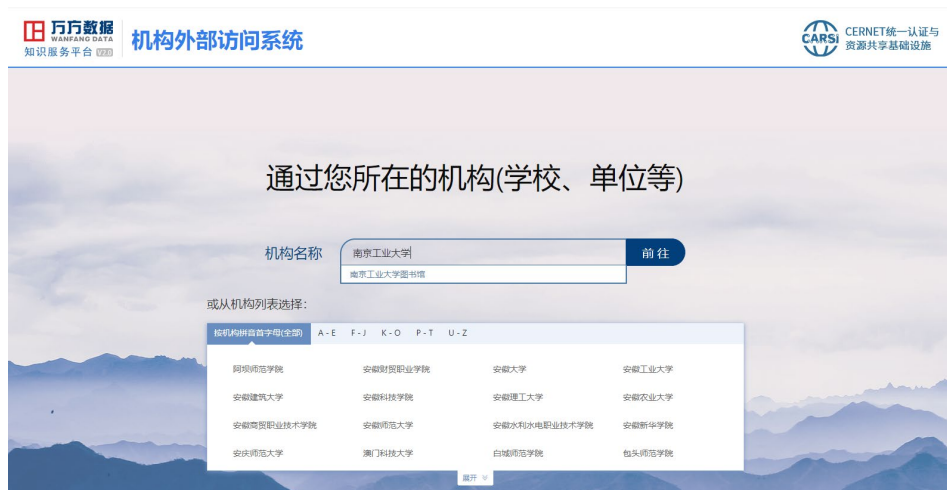 万方数据
WANFANG DATA
知识服务平台 V2.0
机构外部访问系统
CARSI
CERNET统一认证与
资源共享基础设施
通过您所在的机构(学校、单位等)
机构名称 南京工业大学 前往
南京工业大学图书馆
或从机构列表选择:
按机构拼音首字母(全部) A-E F-J K-O P-T U-Z
阿坝师范学院 安徽财贸职业学院 安徽大学 安徽工业大学
安徽建筑大学 安徽科技学院 安徽理工大学 安徽农业大学
安徽商贸职业技术学院 安徽师范大学 安徽水利水电职业技术学院 安徽新华学院
安庆师范大学 澳门科技大学 白城师范学院 包头师范学院
展开